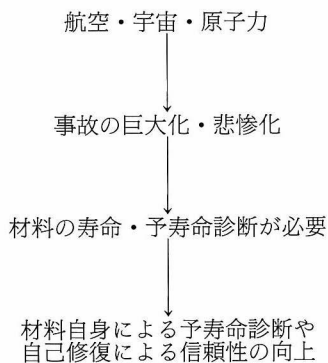 航空・宇宙・原子力
事故の巨大化・悲惨化
材料の寿命・予寿命診断が必要
材料自身による予寿命診断や
自己修復による信頼性の向上